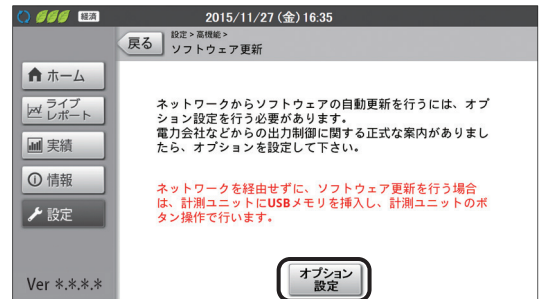 経済 2015/11/27 (金) 16:35
戻る
設定 > 高機能 >
ソフトウェア更新
ホーム
ライブ
レポート
実績
情報
設定
Ver *.*.*.*
ネットワークからソフトウェアの自動更新を行うには、オプ
ション設定を行う必要があります。
電力会社などからの出力制御に関する正式な案内がありまし
たら、オプションを設定して下さい。
ネットワークを経由せずに、ソフトウェア更新を行う場合
は、計測ユニットにUSBメモリを挿入し、計測ユニットのボ
タン操作で行います。
オプション
設定